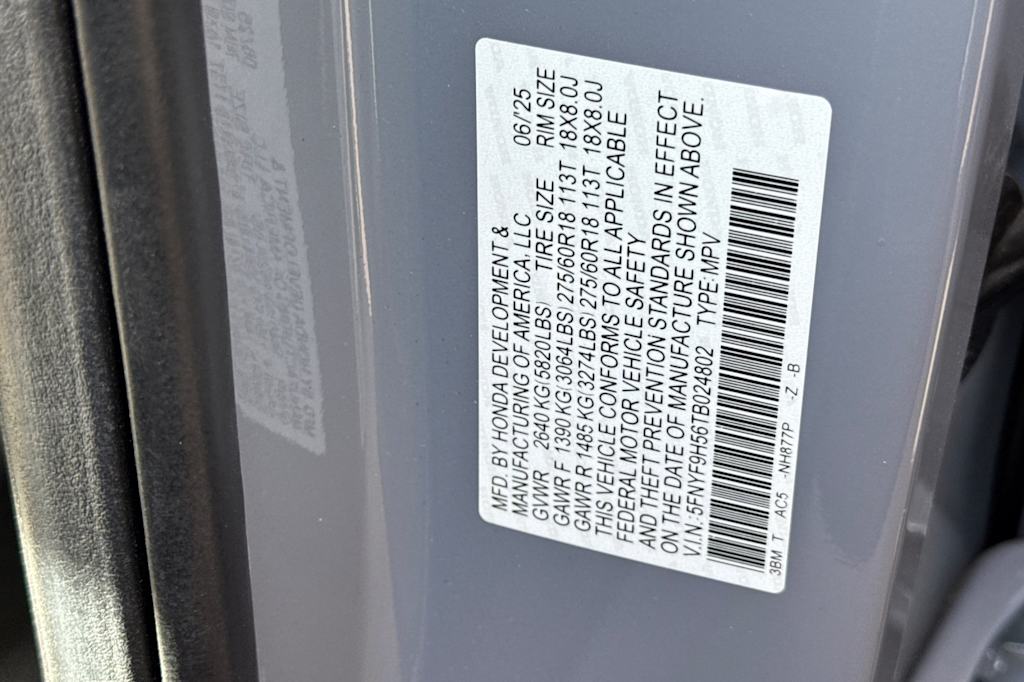 MFD. BY HONDA DEVELOPMENT &
MANUFACTURING OF AMERICA, LLC 06/25
GVWR 2640 KG(5820LBS) TIRE SIZE RIM SIZE
GAWR F 1390 KG(3064LBS) 275/60R18 113T 18X8.0J
GAWR R 1485 KG(3274LBS) 275/60R18 113T 18X8.0J
THIS VEHICLE CONFORMS TO ALL APPLICABLE
FEDERAL MOTOR VEHICLE SAFETY
AND THEFT PREVENTION STANDARDS IN EFFECT
ON THE DATE OF MANUFACTURE SHOWN ABOVE.
V.I.N.:5FNYF9H56TB024802 TYPE:MPV
3BM T AC5 -NH877P -Z -B